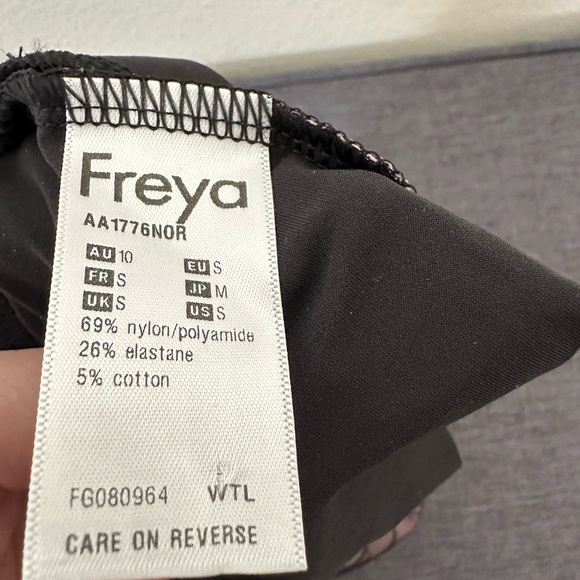 Freya
AA1776NOR
AU 10 EU S
FR S JP M
UK S US S
69% nylon/polyamide
26% elastane
5% cotton
FG080964 WTL
CARE ON REVERSE